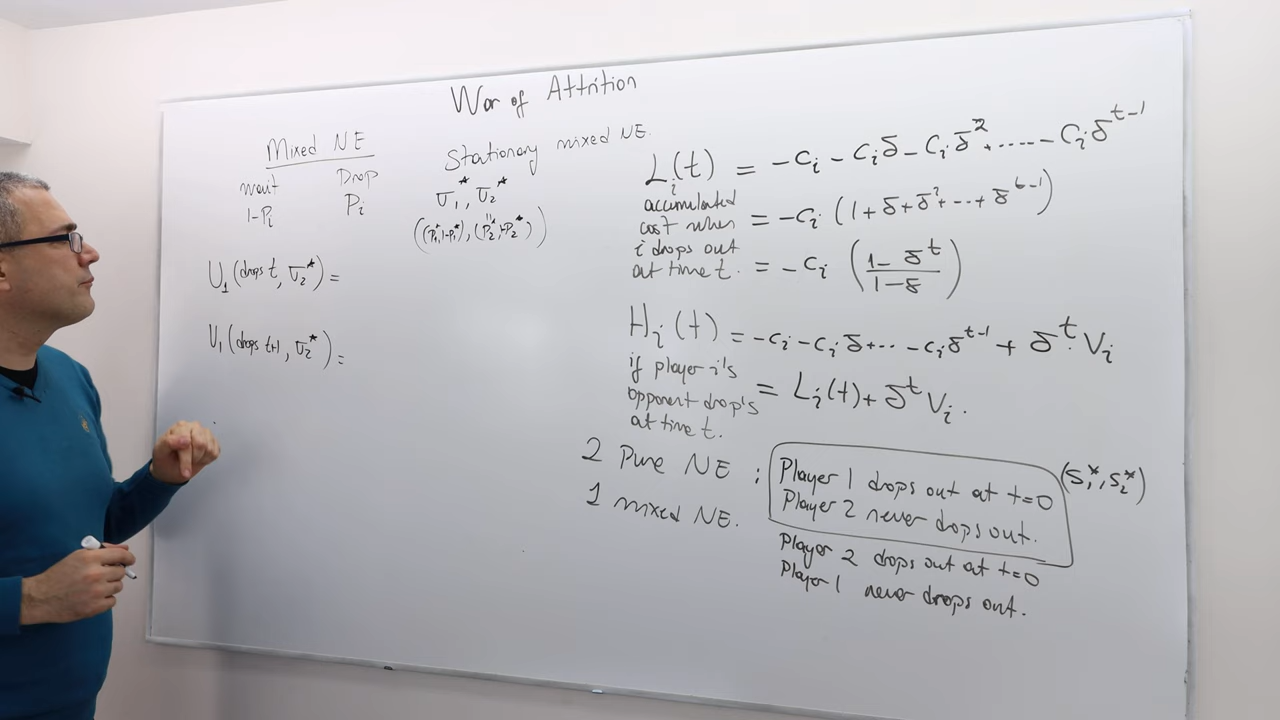 War of Attrition
Mixed NE
wait Drop
1-Pᵢ Pᵢ
U₁(drops t, σ₂*) =
U₁(drops t+1, σ₂*) =
Stationary mixed NE.
σ₁*, σ₂*
((P₁*, 1-P₁*), (P₂*, 1-P₂*))
Lᵢ(t) = -cᵢ - cᵢδ - cᵢδ² ..... - cᵢδᵗ⁻¹
accumulated
cost when = -cᵢ (1+δ+δ²+...+δᵗ⁻¹)
i drops out
at time t. = -cᵢ ((1-δᵗ)/(1-δ))
Hᵢ(t) = -cᵢ - cᵢδ+... - cᵢδᵗ⁻¹ + δᵗ·Vᵢ
if player i's
opponent drop's = Lᵢ(t) + δᵗVᵢ.
at time t.
2 Pure NE : Player 1 drops out at t=0 (S₁*, S₂*)
1 mixed NE. Player 2 never drops out.
Player 2 drops out at t=0
Player 1 never drops out.